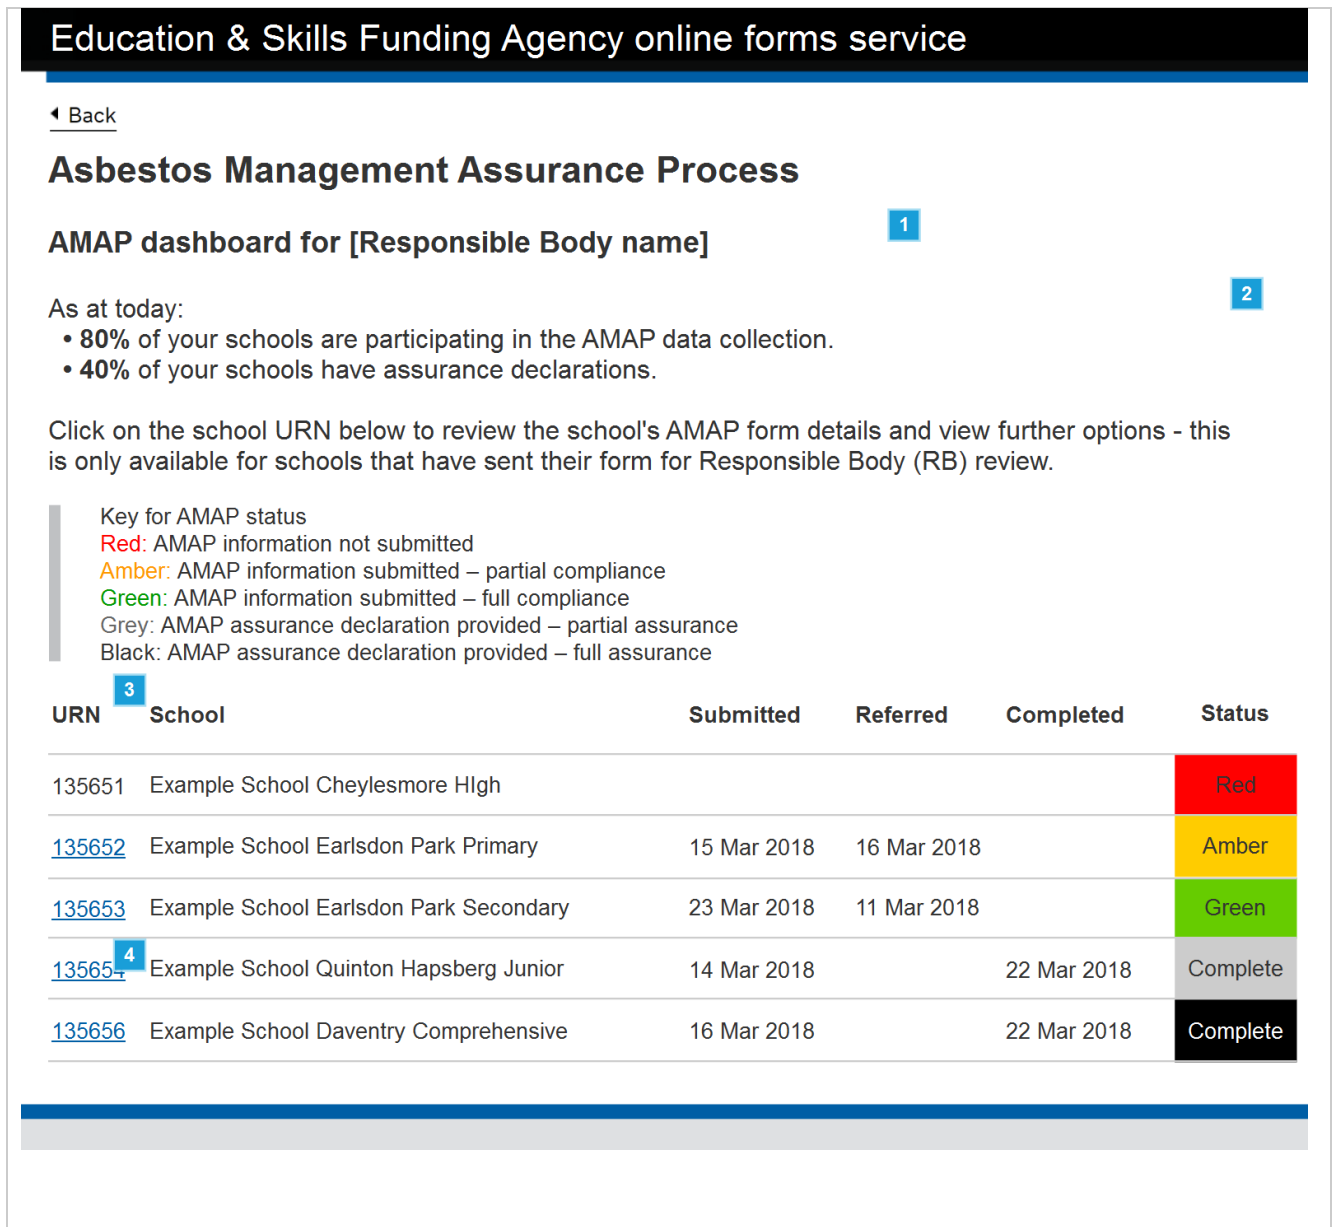 Education & Skills Funding Agency online forms service
Back
Asbestos Management Assurance Process
1
AMAP dashboard for [Responsible Body name]
2
As at today:
• 80% of your schools are participating in the AMAP data collection.
• 40% of your schools have assurance declarations.
Click on the school URN below to review the school's AMAP form details and view further options - this
is only available for schools that have sent their form for Responsible Body (RB) review.
Key for AMAP status
Red: AMAP information not submitted
Amber: AMAP information submitted – partial compliance
Green: AMAP information submitted – full compliance
Grey: AMAP assurance declaration provided – partial assurance
Black: AMAP assurance declaration provided – full assurance
3
URN School Submitted Referred Completed Status
135651 Example School Cheylesmore HIgh Red
135652 Example School Earlsdon Park Primary 15 Mar 2018 16 Mar 2018 Amber
135653 Example School Earlsdon Park Secondary 23 Mar 2018 11 Mar 2018 Green
4
135654 Example School Quinton Hapsberg Junior 14 Mar 2018 22 Mar 2018 Complete
135656 Example School Daventry Comprehensive 16 Mar 2018 22 Mar 2018 Complete